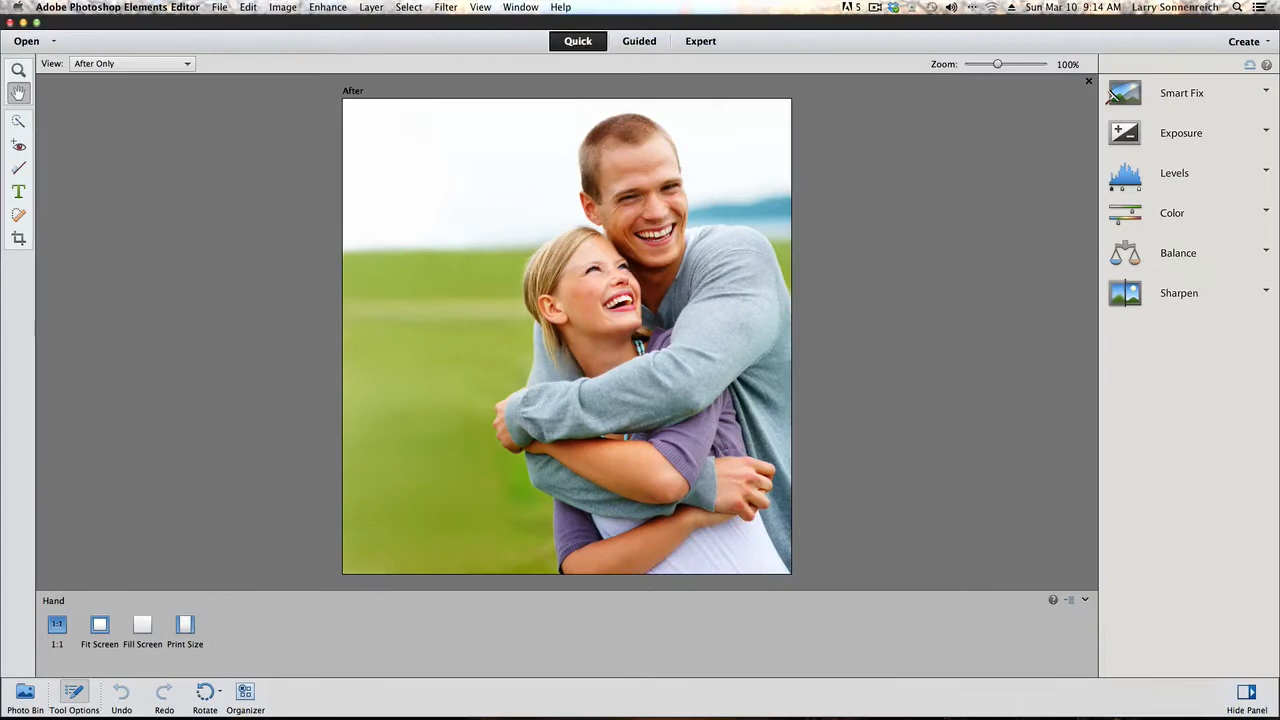 Adobe Photoshop Elements Editor File Edit Image Enhance Layer Select Filter View Window Help 5 Sun Mar 10 9:14 AM Larry Sonnenreich
Open Quick Guided Expert Create
View: After Only Zoom: 100%
After
Smart Fix
Exposure
Levels
Color
Balance
Sharpen
T
Hand
1:1
1:1 Fit Screen Fill Screen Print Size
Photo Bin Tool Options Undo Redo Rotate Organizer Hide Panel